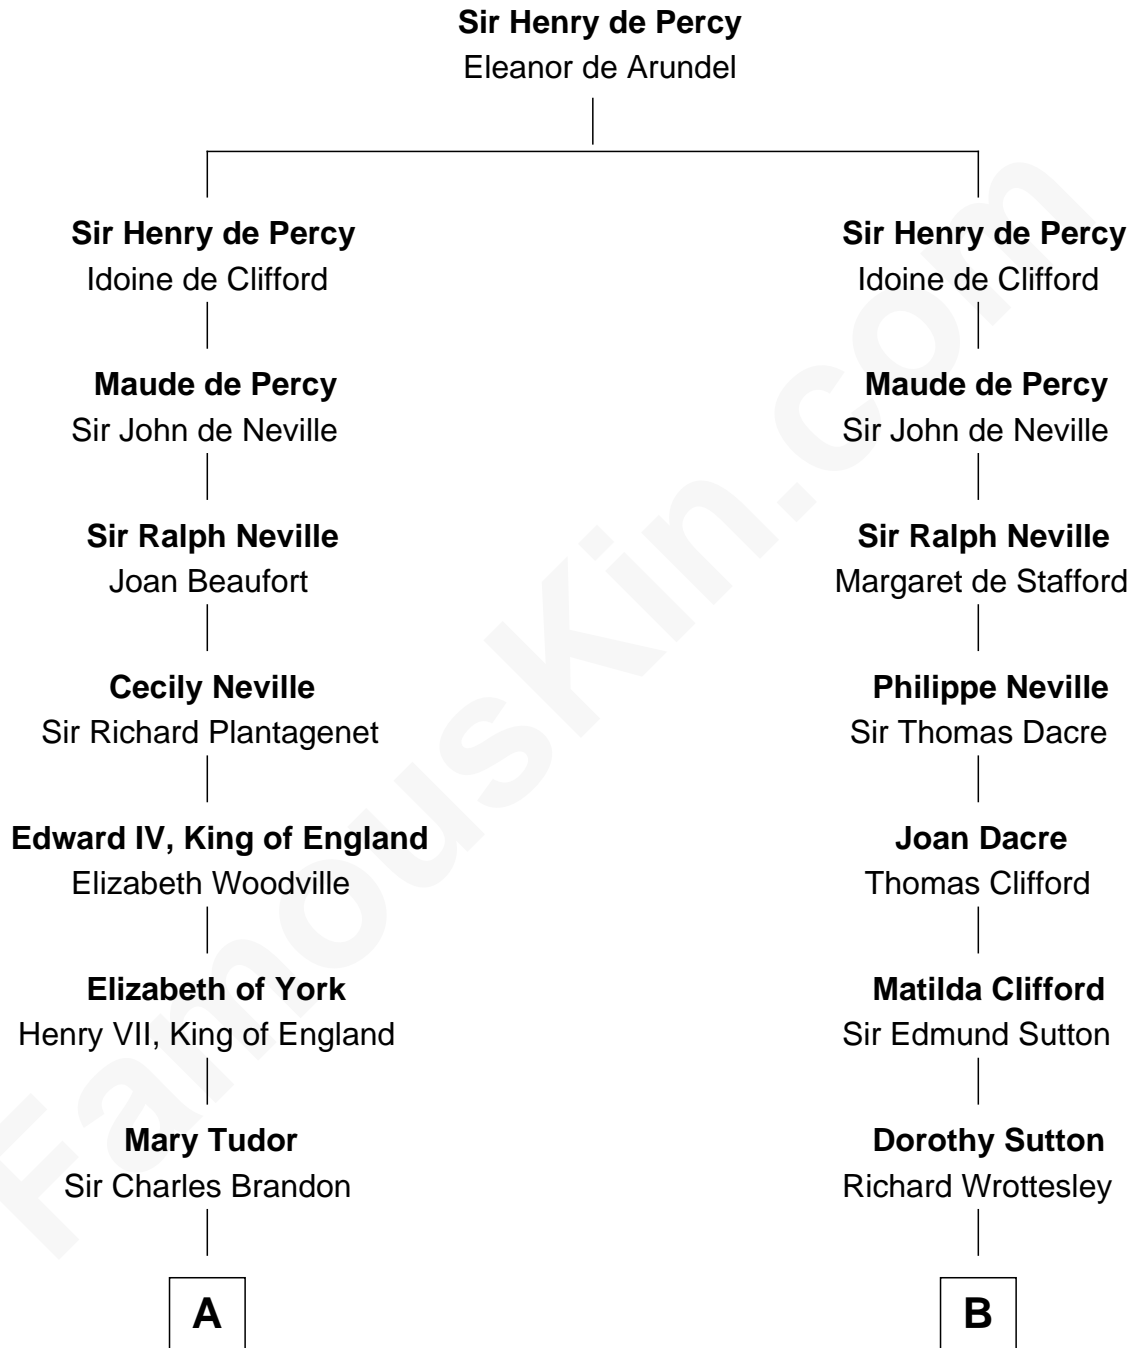 Sir Henry de Percy
Eleanor de Arundel
Sir Henry de Percy
Idoine de Clifford
Maude de Percy
Sir John de Neville
Sir Ralph Neville
Joan Beaufort
Cecily Neville
Sir Richard Plantagenet
Edward IV, King of England
Elizabeth Woodville
Elizabeth of York
Henry VII, King of England
Mary Tudor
Sir Charles Brandon
A
Sir Henry de Percy
Idoine de Clifford
Maude de Percy
Sir John de Neville
Sir Ralph Neville
Margaret de Stafford
Philippe Neville
Sir Thomas Dacre
Joan Dacre
Thomas Clifford
Matilda Clifford
Sir Edmund Sutton
Dorothy Sutton
Richard Wrottesley
B
FamousKin.com